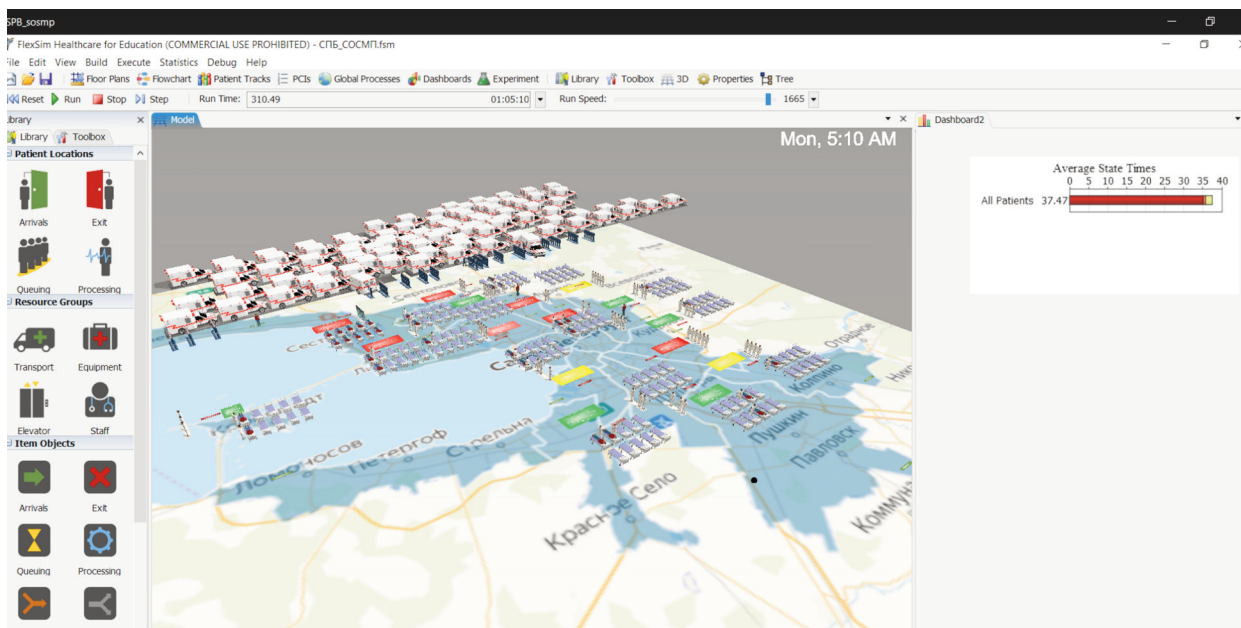 SPB_sosmp
FlexSim Healthcare for Education (COMMERCIAL USE PROHIBITED) - СПБ_СОСМП.fsm
File Edit View Build Execute Statistics Debug Help
Floor Plans Flowchart Patient Tracks PCIs Global Processes Dashboards Experiment Library Toolbox 3D Properties Tree
Reset Run Stop Step Run Time: 310.49 01:05:10 Run Speed: 1665
Library
Library Toolbox
Patient Locations
Arrivals Exit
Queuing Processing
Resource Groups
Transport Equipment
Elevator Staff
Item Objects
Arrivals Exit
Queuing Processing
Model
Mon, 5:10 AM
Отрадное
Колпино
Пушкин
Павловск
Стрельна
Петергоф
Ломоносов
Красное Село
Комму
Dashboard2
Average State Times
0 5 10 15 20 25 30 35 40
All Patients 37.47